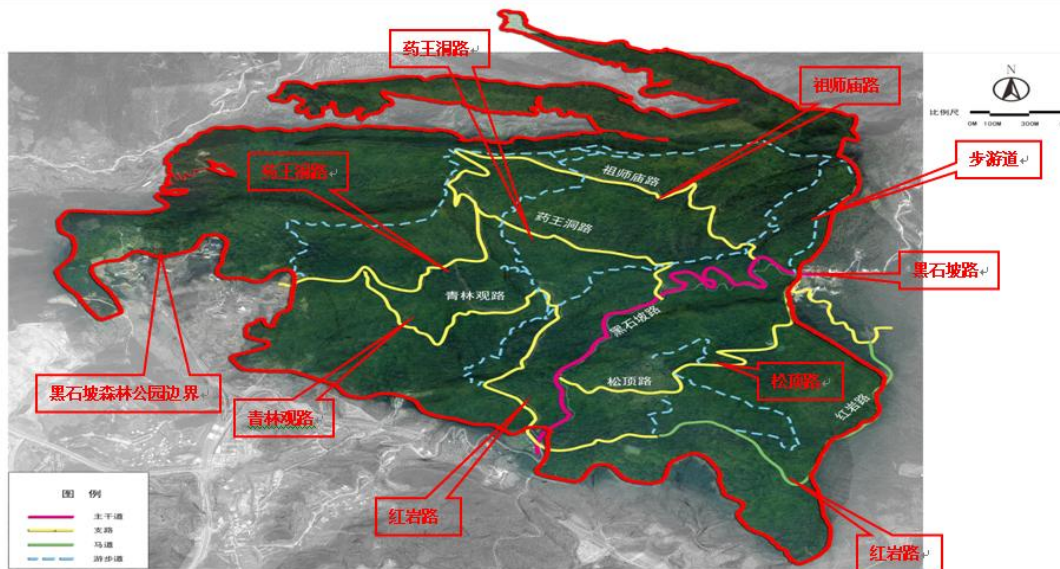 药王洞路
祖师庙路
N
比例尺
0M 100M 300M
步游道
药王洞路
祖师庙路
药王洞路
黑石坡路
青林观路
黑石坡路
松顶路
松顶路
黑石坡森林公园边界
青林观路
红岩路
红岩路
红岩路
图 例
主干道
支路
马道
游步道